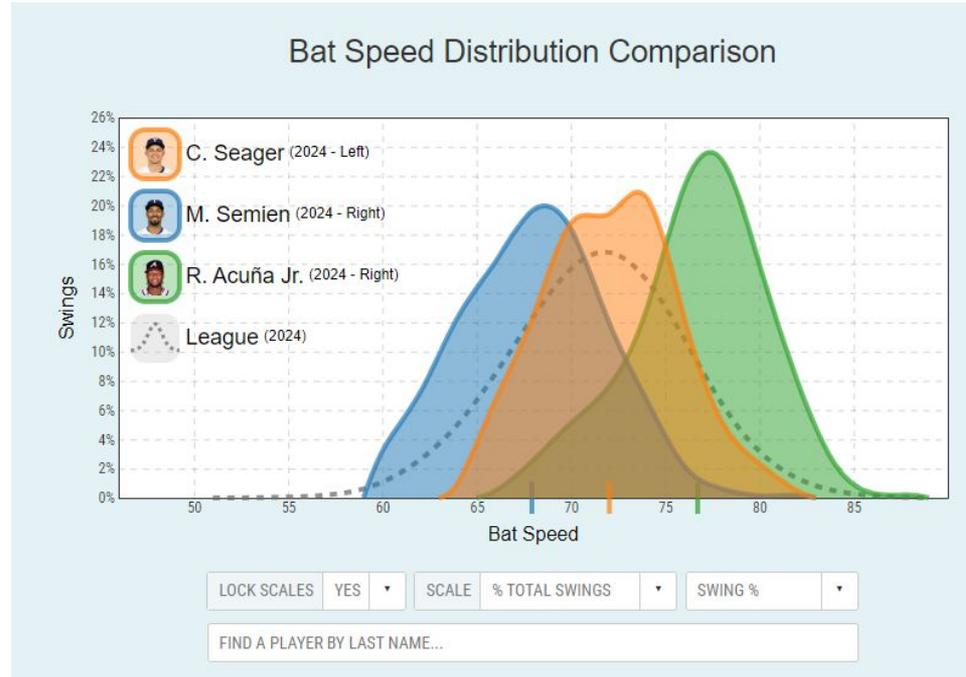 Bat Speed Distribution Comparison
26%
24%
22%
20%
18%
16%
14%
12%
10%
8%
6%
4%
2%
0%
Swings
C. Seager (2024 - Left)
M. Semien (2024 - Right)
R. Acuña Jr. (2024 - Right)
League (2024)
50 55 60 65 70 75 80 85
Bat Speed
LOCK SCALES YES ▼ SCALE % TOTAL SWINGS ▼ SWING % ▼
FIND A PLAYER BY LAST NAME...